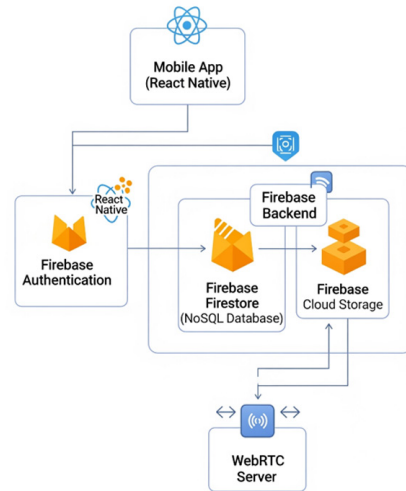 Mobile App
(React Native)
React
Native
Firebase
Authentication
Firebase
Backend
Firebase
Firestore
(NoSQL Database)
Firebase
Cloud Storage
WebRTC
Server